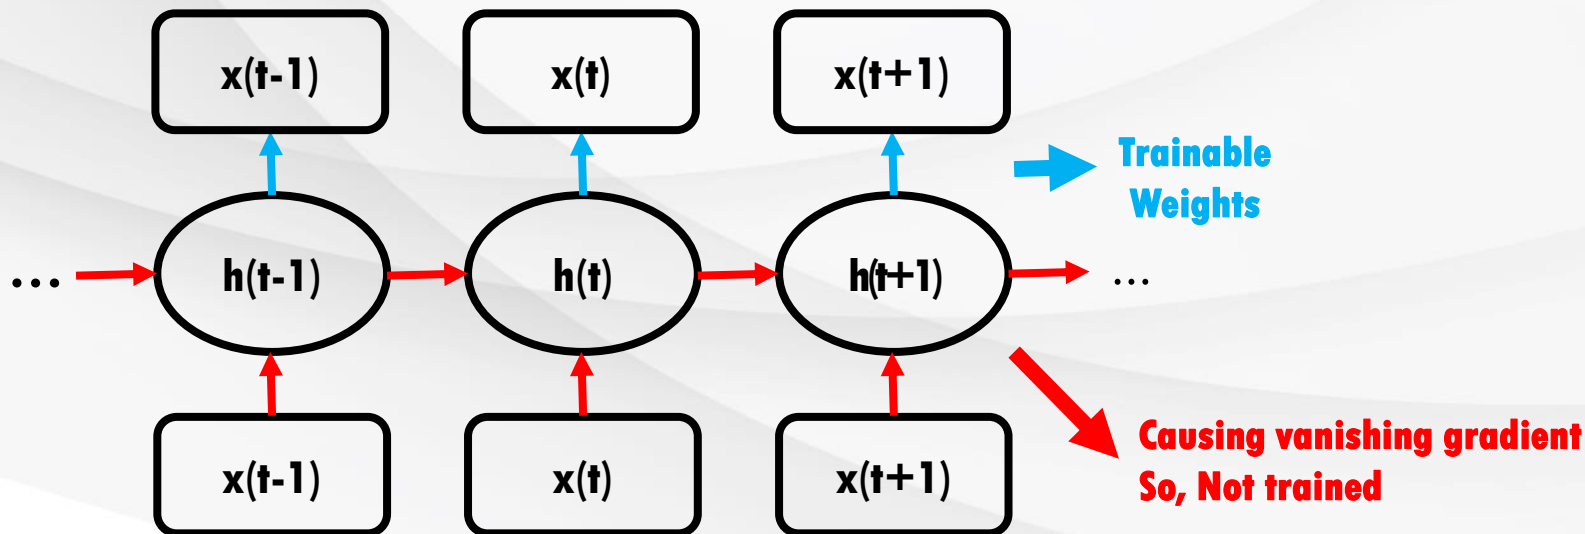 x(t-1)
x(t)
x(t+1)
Trainable
Weights
...
h(t-1)
h(t)
h(t+1)
...
Causing vanishing gradient
So, Not trained
x(t-1)
x(t)
x(t+1)